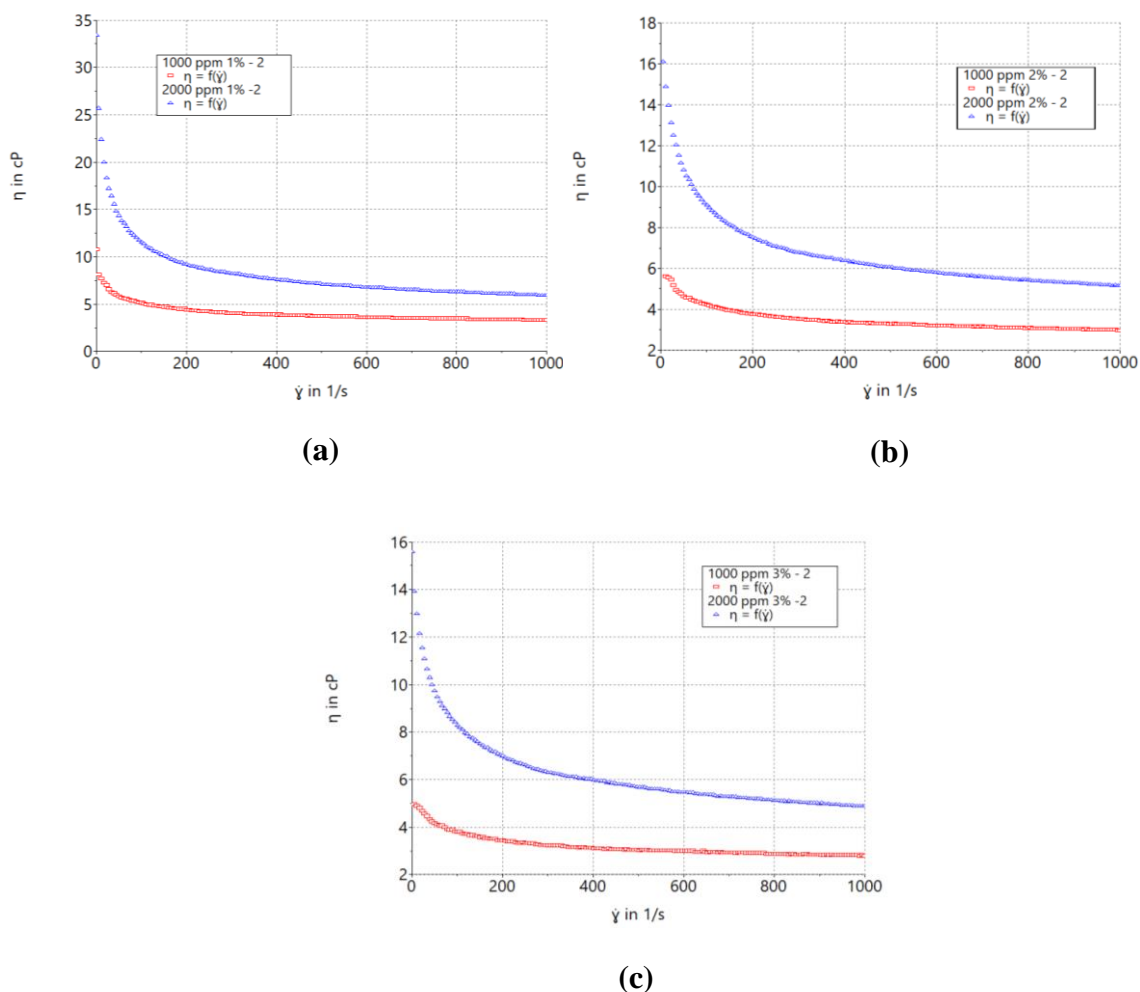 35
30
25
20
15
10
5
0
η in cP
1000 ppm 1% - 2
η = f(γ̇)
2000 ppm 1% -2
η = f(γ̇)
0 200 400 600 800 1000
γ̇ in 1/s
(a)
18
16
14
12
10
8
6
4
2
η in cP
1000 ppm 2% - 2
η = f(γ̇)
2000 ppm 2% - 2
η = f(γ̇)
0 200 400 600 800 1000
γ̇ in 1/s
(b)
16
14
12
10
8
6
4
2
η in cP
1000 ppm 3% - 2
η = f(γ̇)
2000 ppm 3% -2
η = f(γ̇)
0 200 400 600 800 1000
γ̇ in 1/s
(c)